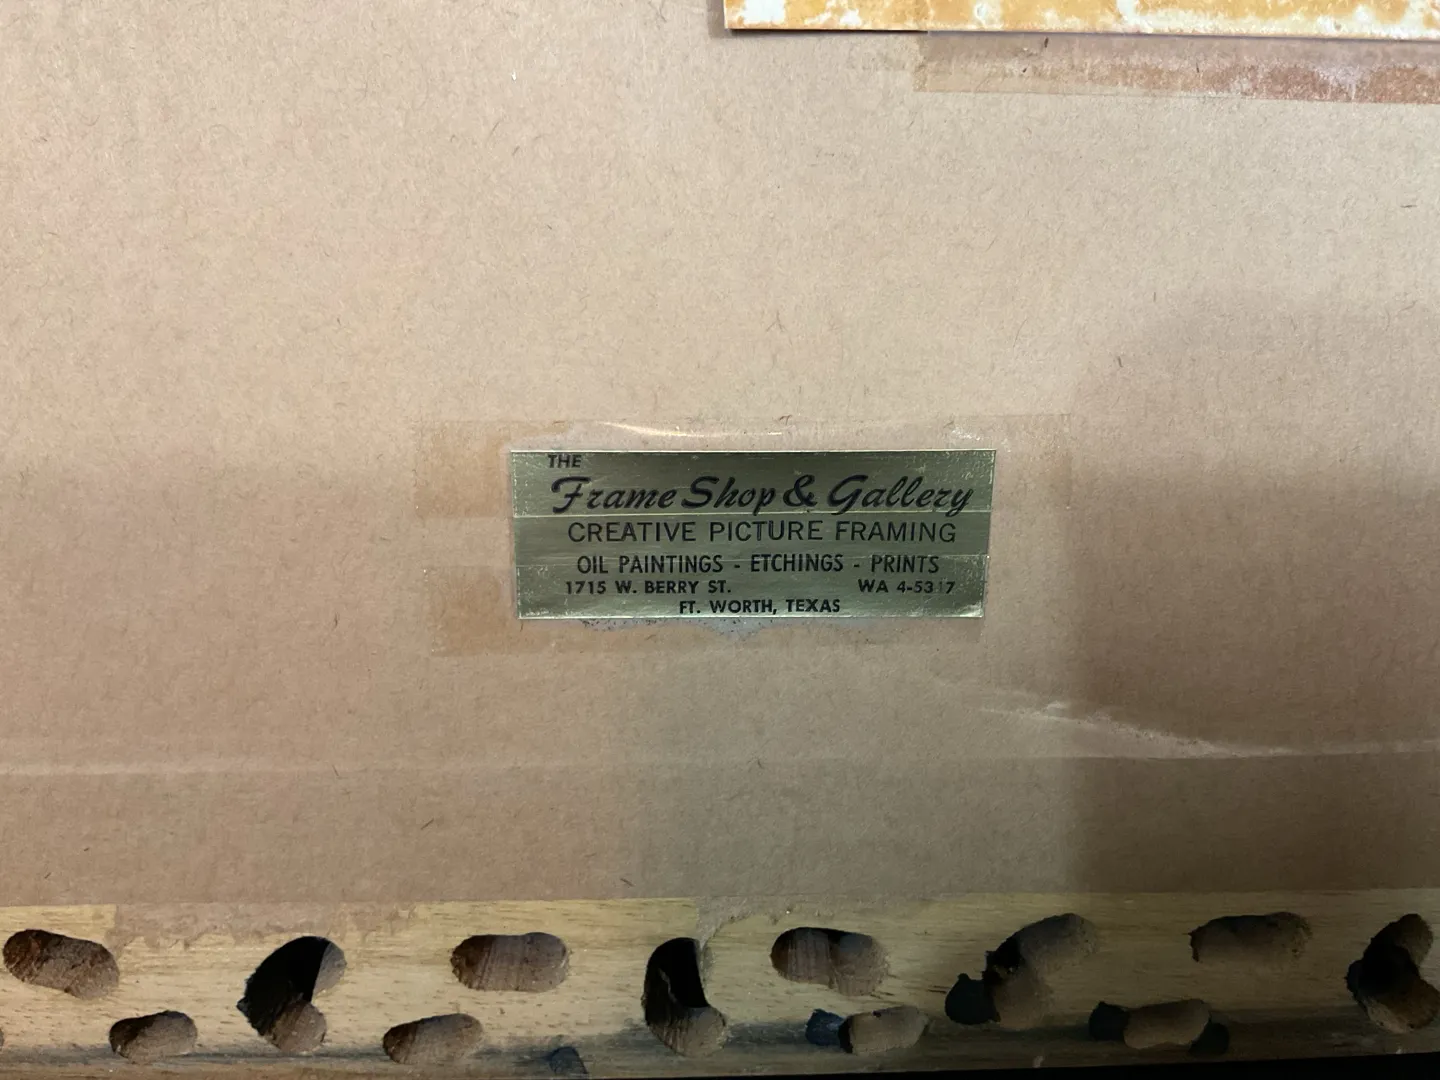 THE
Frame Shop & Gallery
CREATIVE PICTURE FRAMING
OIL PAINTINGS - ETCHINGS - PRINTS
1715 W. BERRY ST. WA 4-5317
FT. WORTH, TEXAS